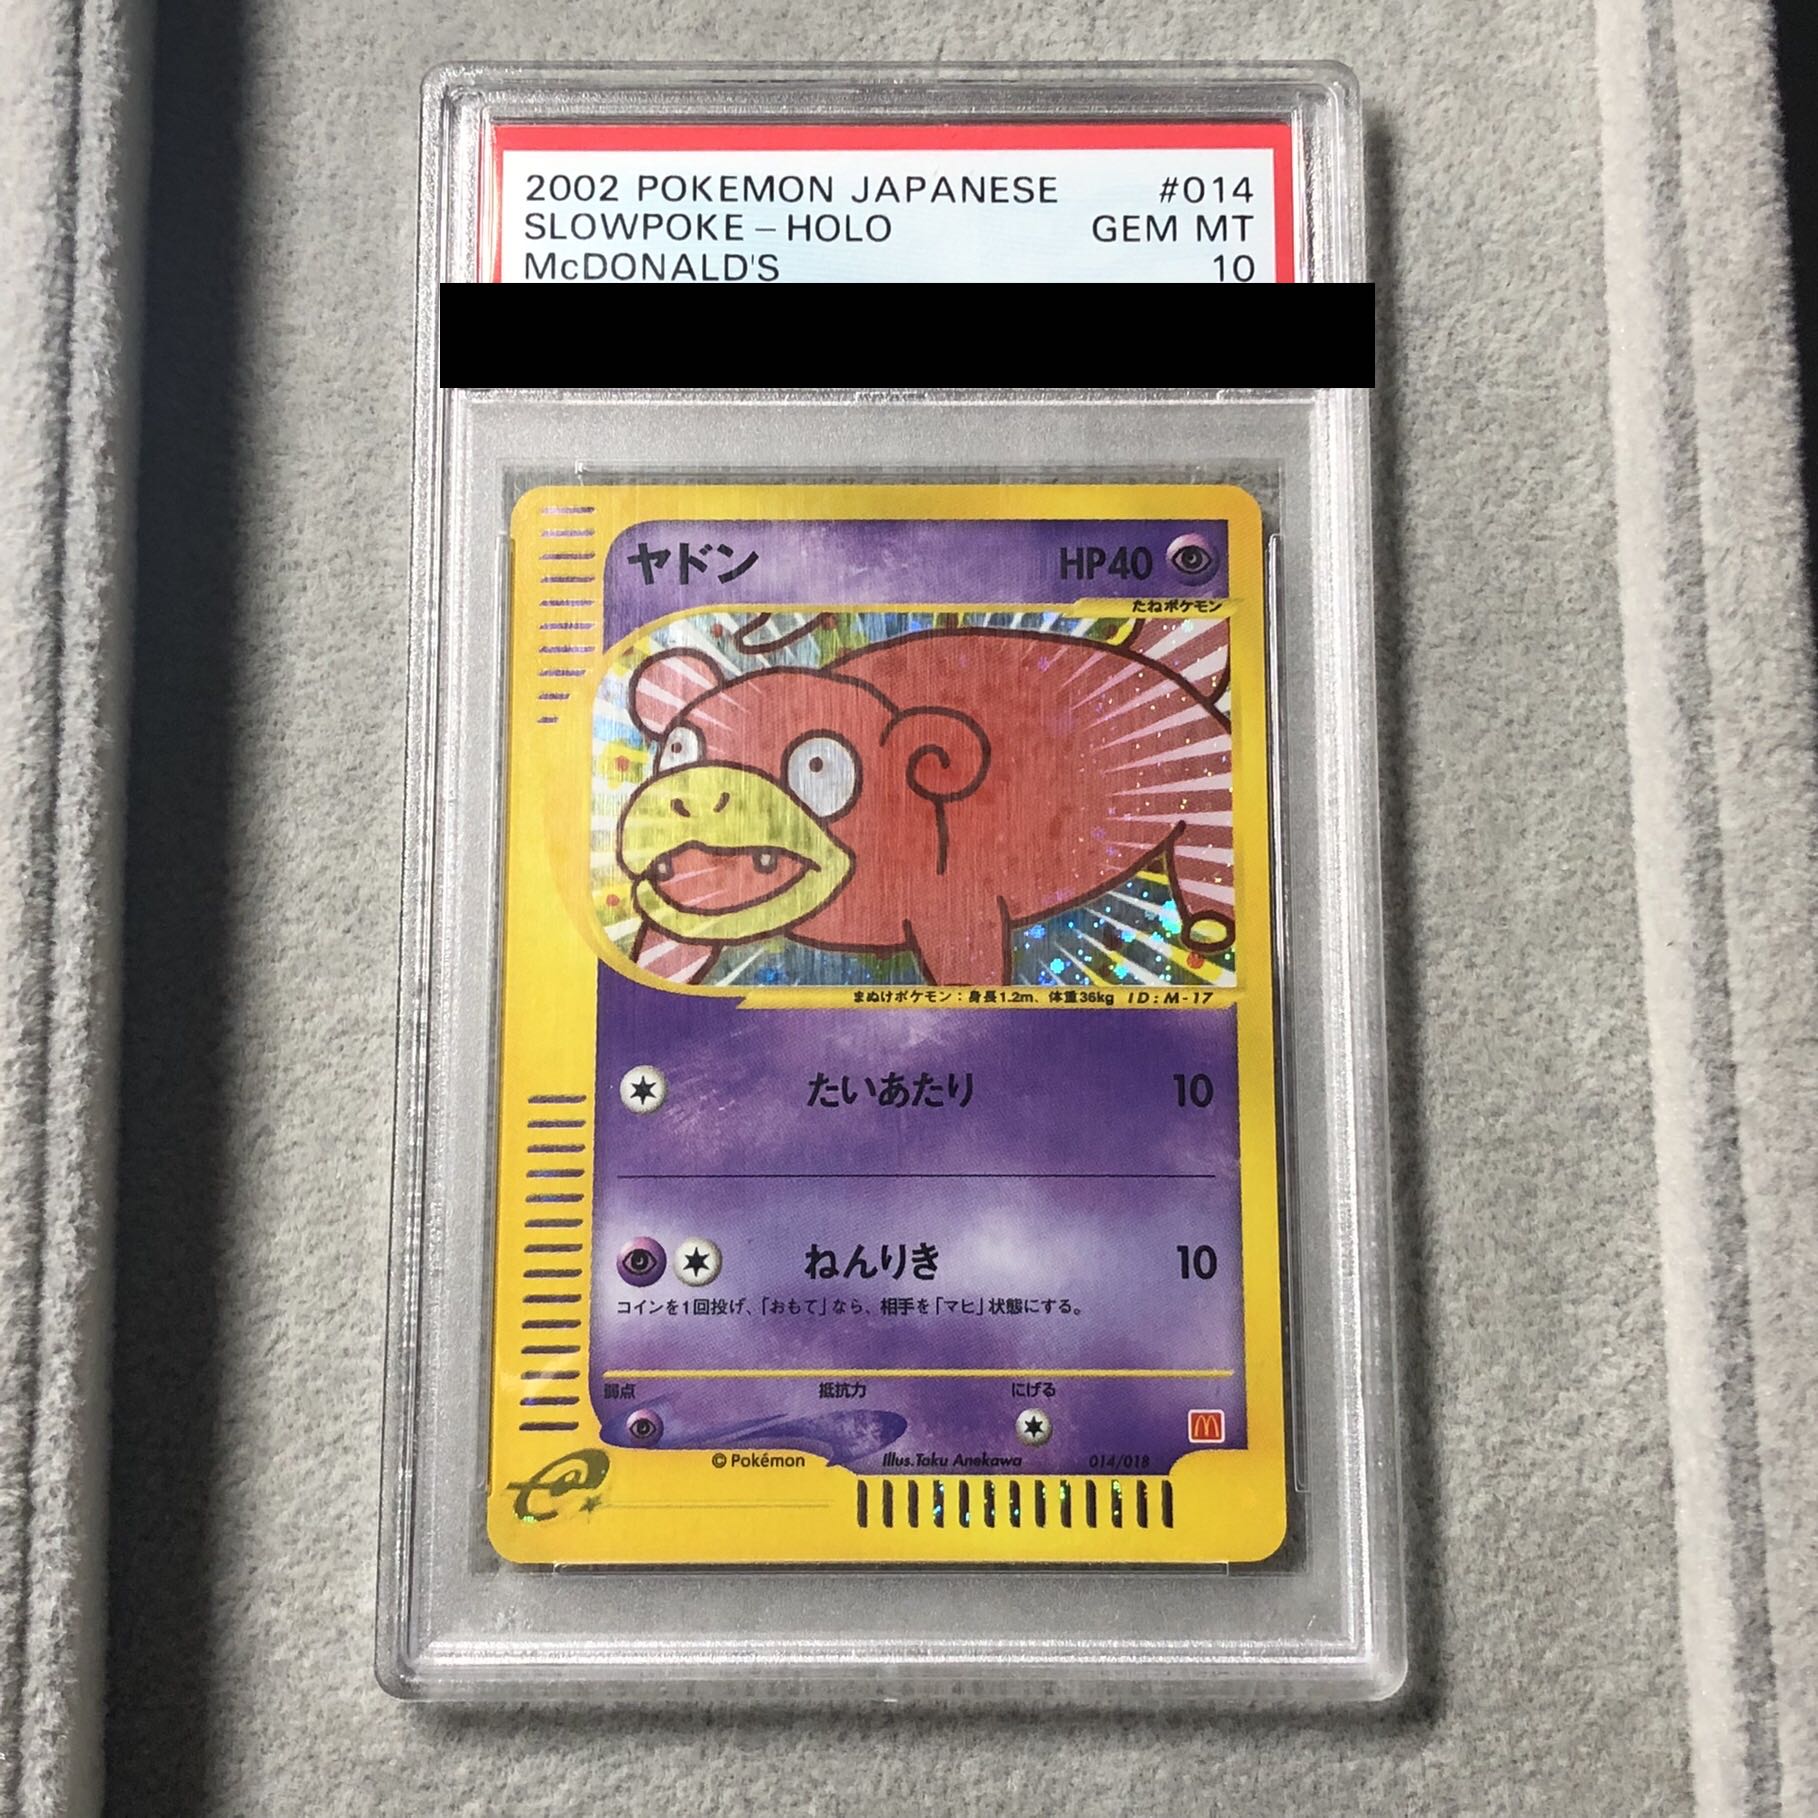 2002 POKEMON JAPANESE #014
SLOWPOKE - HOLO GEM MT
McDONALD'S 10
ヤドン HP40
たねポケモン
まぬけポケモン：身長1.2m、体重36kg ID：M-17
たいあたり 10
ねんりき 10
コインを1回投げ、「おもて」なら、相手を「マヒ」状態にする。
弱点 抵抗力 にげる
© Pokémon Illus. Taku Anekawa 014/018
e
M